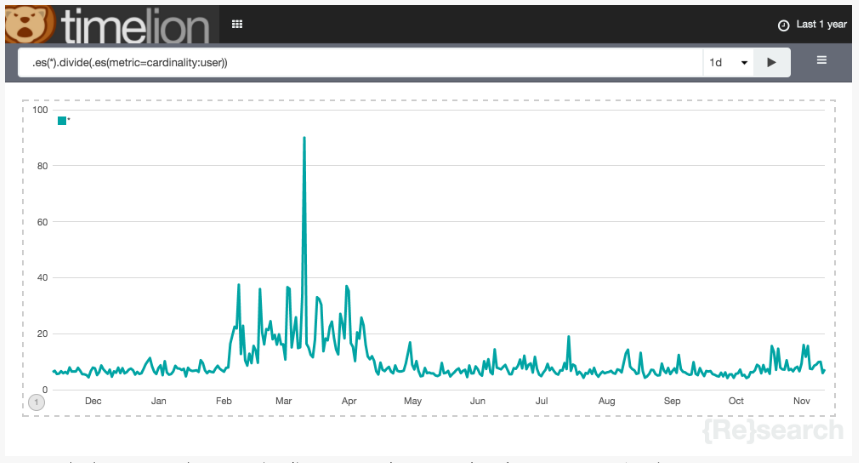 timelion
Last 1 year
.es(*).divide(.es(metric=cardinality:user))
1d
100
*
80
60
40
20
0
1
Dec Jan Feb Mar Apr May Jun Jul Aug Sep Oct Nov
{Re}search